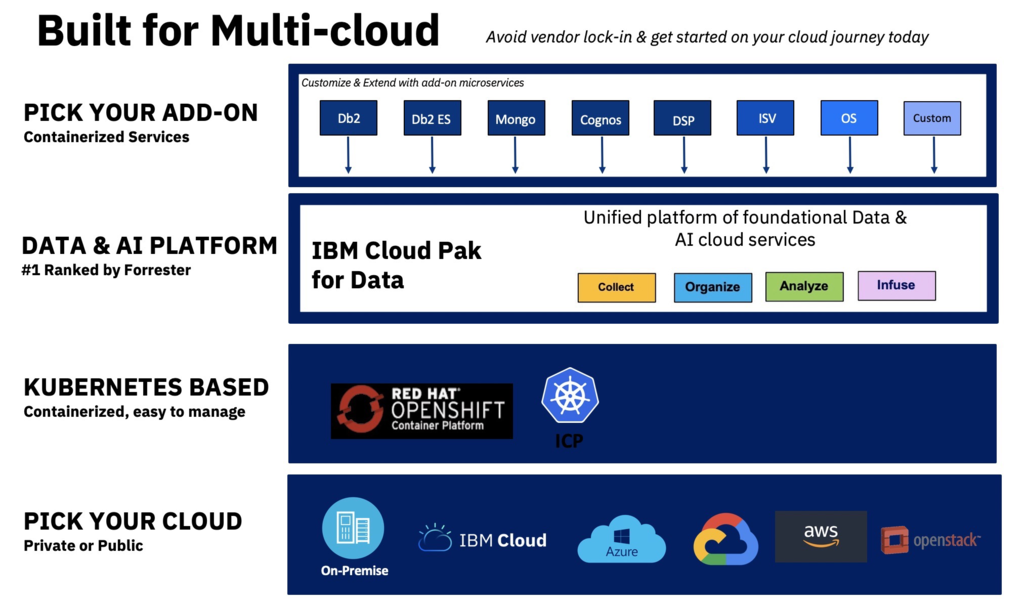 Built for Multi-cloud
Avoid vendor lock-in & get started on your cloud journey today
PICK YOUR ADD-ON
Containerized Services
Customize & Extend with add-on microservices
Db2
Db2 ES
Mongo
Cognos
DSP
ISV
OS
Custom
DATA & AI PLATFORM
#1 Ranked by Forrester
IBM Cloud Pak
for Data
Unified platform of foundational Data &
AI cloud services
Collect
Organize
Analyze
Infuse
KUBERNETES BASED
Containerized, easy to manage
RED HAT®
OPENSHIFT
Container Platform
ICP
PICK YOUR CLOUD
Private or Public
On-Premise
IBM Cloud
Azure
aws
openstack™